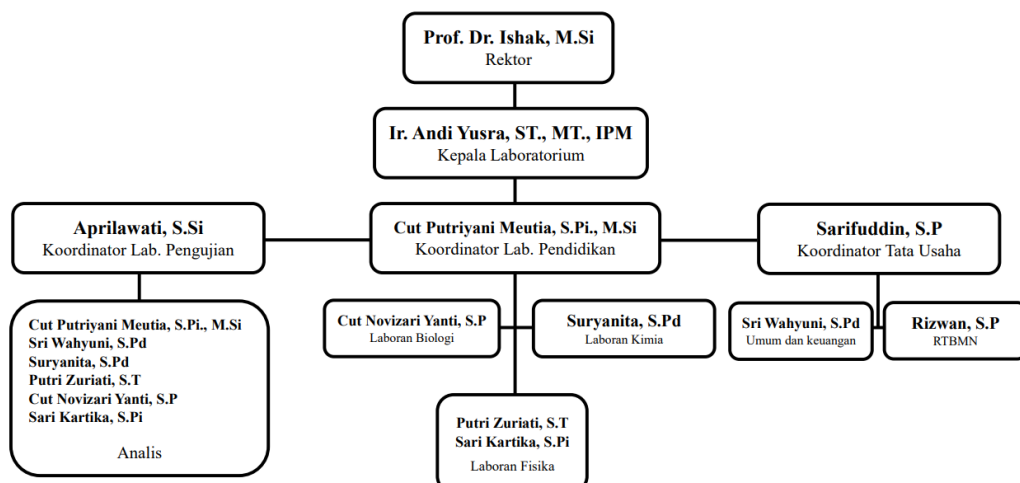 Prof. Dr. Ishak, M.Si
Rektor
Ir. Andi Yusra, ST., MT., IPM
Kepala Laboratorium
Aprilawati, S.Si
Koordinator Lab. Pengujian
Cut Putriyani Meutia, S.Pi., M.Si
Koordinator Lab. Pendidikan
Sarifuddin, S.P
Koordinator Tata Usaha
Cut Putriyani Meutia, S.Pi., M.Si
Sri Wahyuni, S.Pd
Suryanita, S.Pd
Putri Zuriati, S.T
Cut Novizari Yanti, S.P
Sari Kartika, S.Pi
Analis
Cut Novizari Yanti, S.P
Laboran Biologi
Suryanita, S.Pd
Laboran Kimia
Sri Wahyuni, S.Pd
Umum dan keuangan
Rizwan, S.P
RTBMN
Putri Zuriati, S.T
Sari Kartika, S.Pi
Laboran Fisika